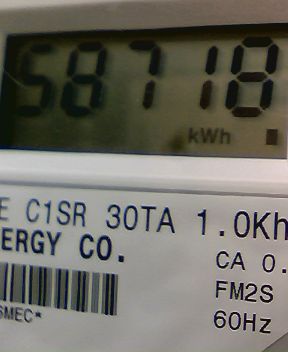 58718
kWh
E C1SR 30TA 1.0Kh
ERGY CO.
CA 0.
FM2S
60Hz
SMEC*